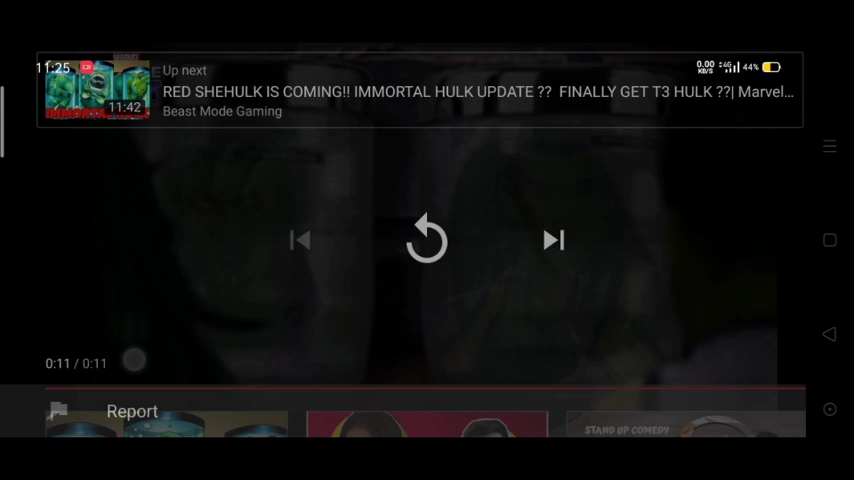 11:25
0.00 KB/S 4G 44%
Up next
RED SHEHULK IS COMING!! IMMORTAL HULK UPDATE ?? FINALLY GET T3 HULK ??| Marvel...
11:42
Beast Mode Gaming
0:11 / 0:11
Report
STAND UP COMEDY